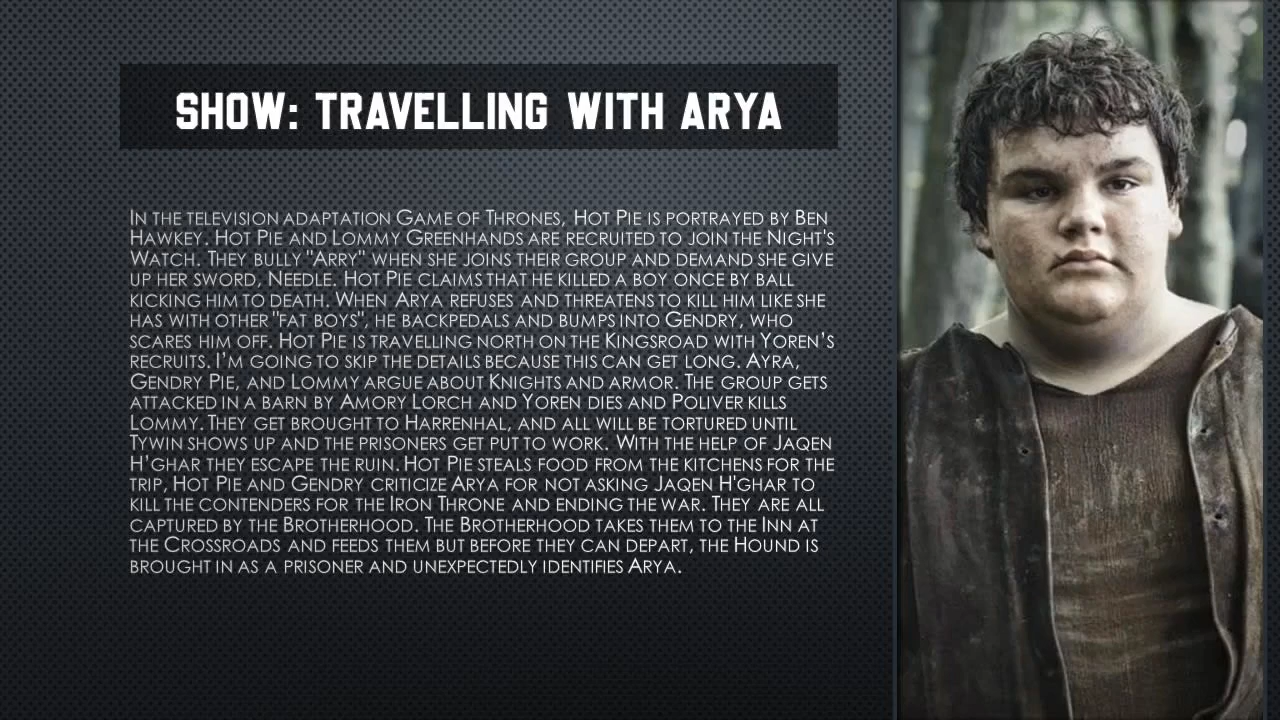 SHOW: TRAVELLING WITH ARYA
IN THE TELEVISION ADAPTATION GAME OF THRONES, HOT PIE IS PORTRAYED BY BEN
HAWKEY. HOT PIE AND LOMMY GREENHANDS ARE RECRUITED TO JOIN THE NIGHT'S
WATCH. THEY BULLY "ARRY" WHEN SHE JOINS THEIR GROUP AND DEMAND SHE GIVE
UP HER SWORD, NEEDLE. HOT PIE CLAIMS THAT HE KILLED A BOY ONCE BY BALL
KICKING HIM TO DEATH. WHEN ARYA REFUSES AND THREATENS TO KILL HIM LIKE SHE
HAS WITH OTHER "FAT BOYS", HE BACKPEDALS AND BUMPS INTO GENDRY, WHO
SCARES HIM OFF. HOT PIE IS TRAVELLING NORTH ON THE KINGSROAD WITH YOREN’S
RECRUITS. I’M GOING TO SKIP THE DETAILS BECAUSE THIS CAN GET LONG. AYRA,
GENDRY PIE, AND LOMMY ARGUE ABOUT KNIGHTS AND ARMOR. THE GROUP GETS
ATTACKED IN A BARN BY AMORY LORCH AND YOREN DIES AND POLIVER KILLS
LOMMY. THEY GET BROUGHT TO HARRENHAL, AND ALL WILL BE TORTURED UNTIL
TYWIN SHOWS UP AND THE PRISONERS GET PUT TO WORK. WITH THE HELP OF JAQEN
H’GHAR THEY ESCAPE THE RUIN. HOT PIE STEALS FOOD FROM THE KITCHENS FOR THE
TRIP, HOT PIE AND GENDRY CRITICIZE ARYA FOR NOT ASKING JAQEN H'GHAR TO
KILL THE CONTENDERS FOR THE IRON THRONE AND ENDING THE WAR. THEY ARE ALL
CAPTURED BY THE BROTHERHOOD. THE BROTHERHOOD TAKES THEM TO THE INN AT
THE CROSSROADS AND FEEDS THEM BUT BEFORE THEY CAN DEPART, THE HOUND IS
BROUGHT IN AS A PRISONER AND UNEXPECTEDLY IDENTIFIES ARYA.